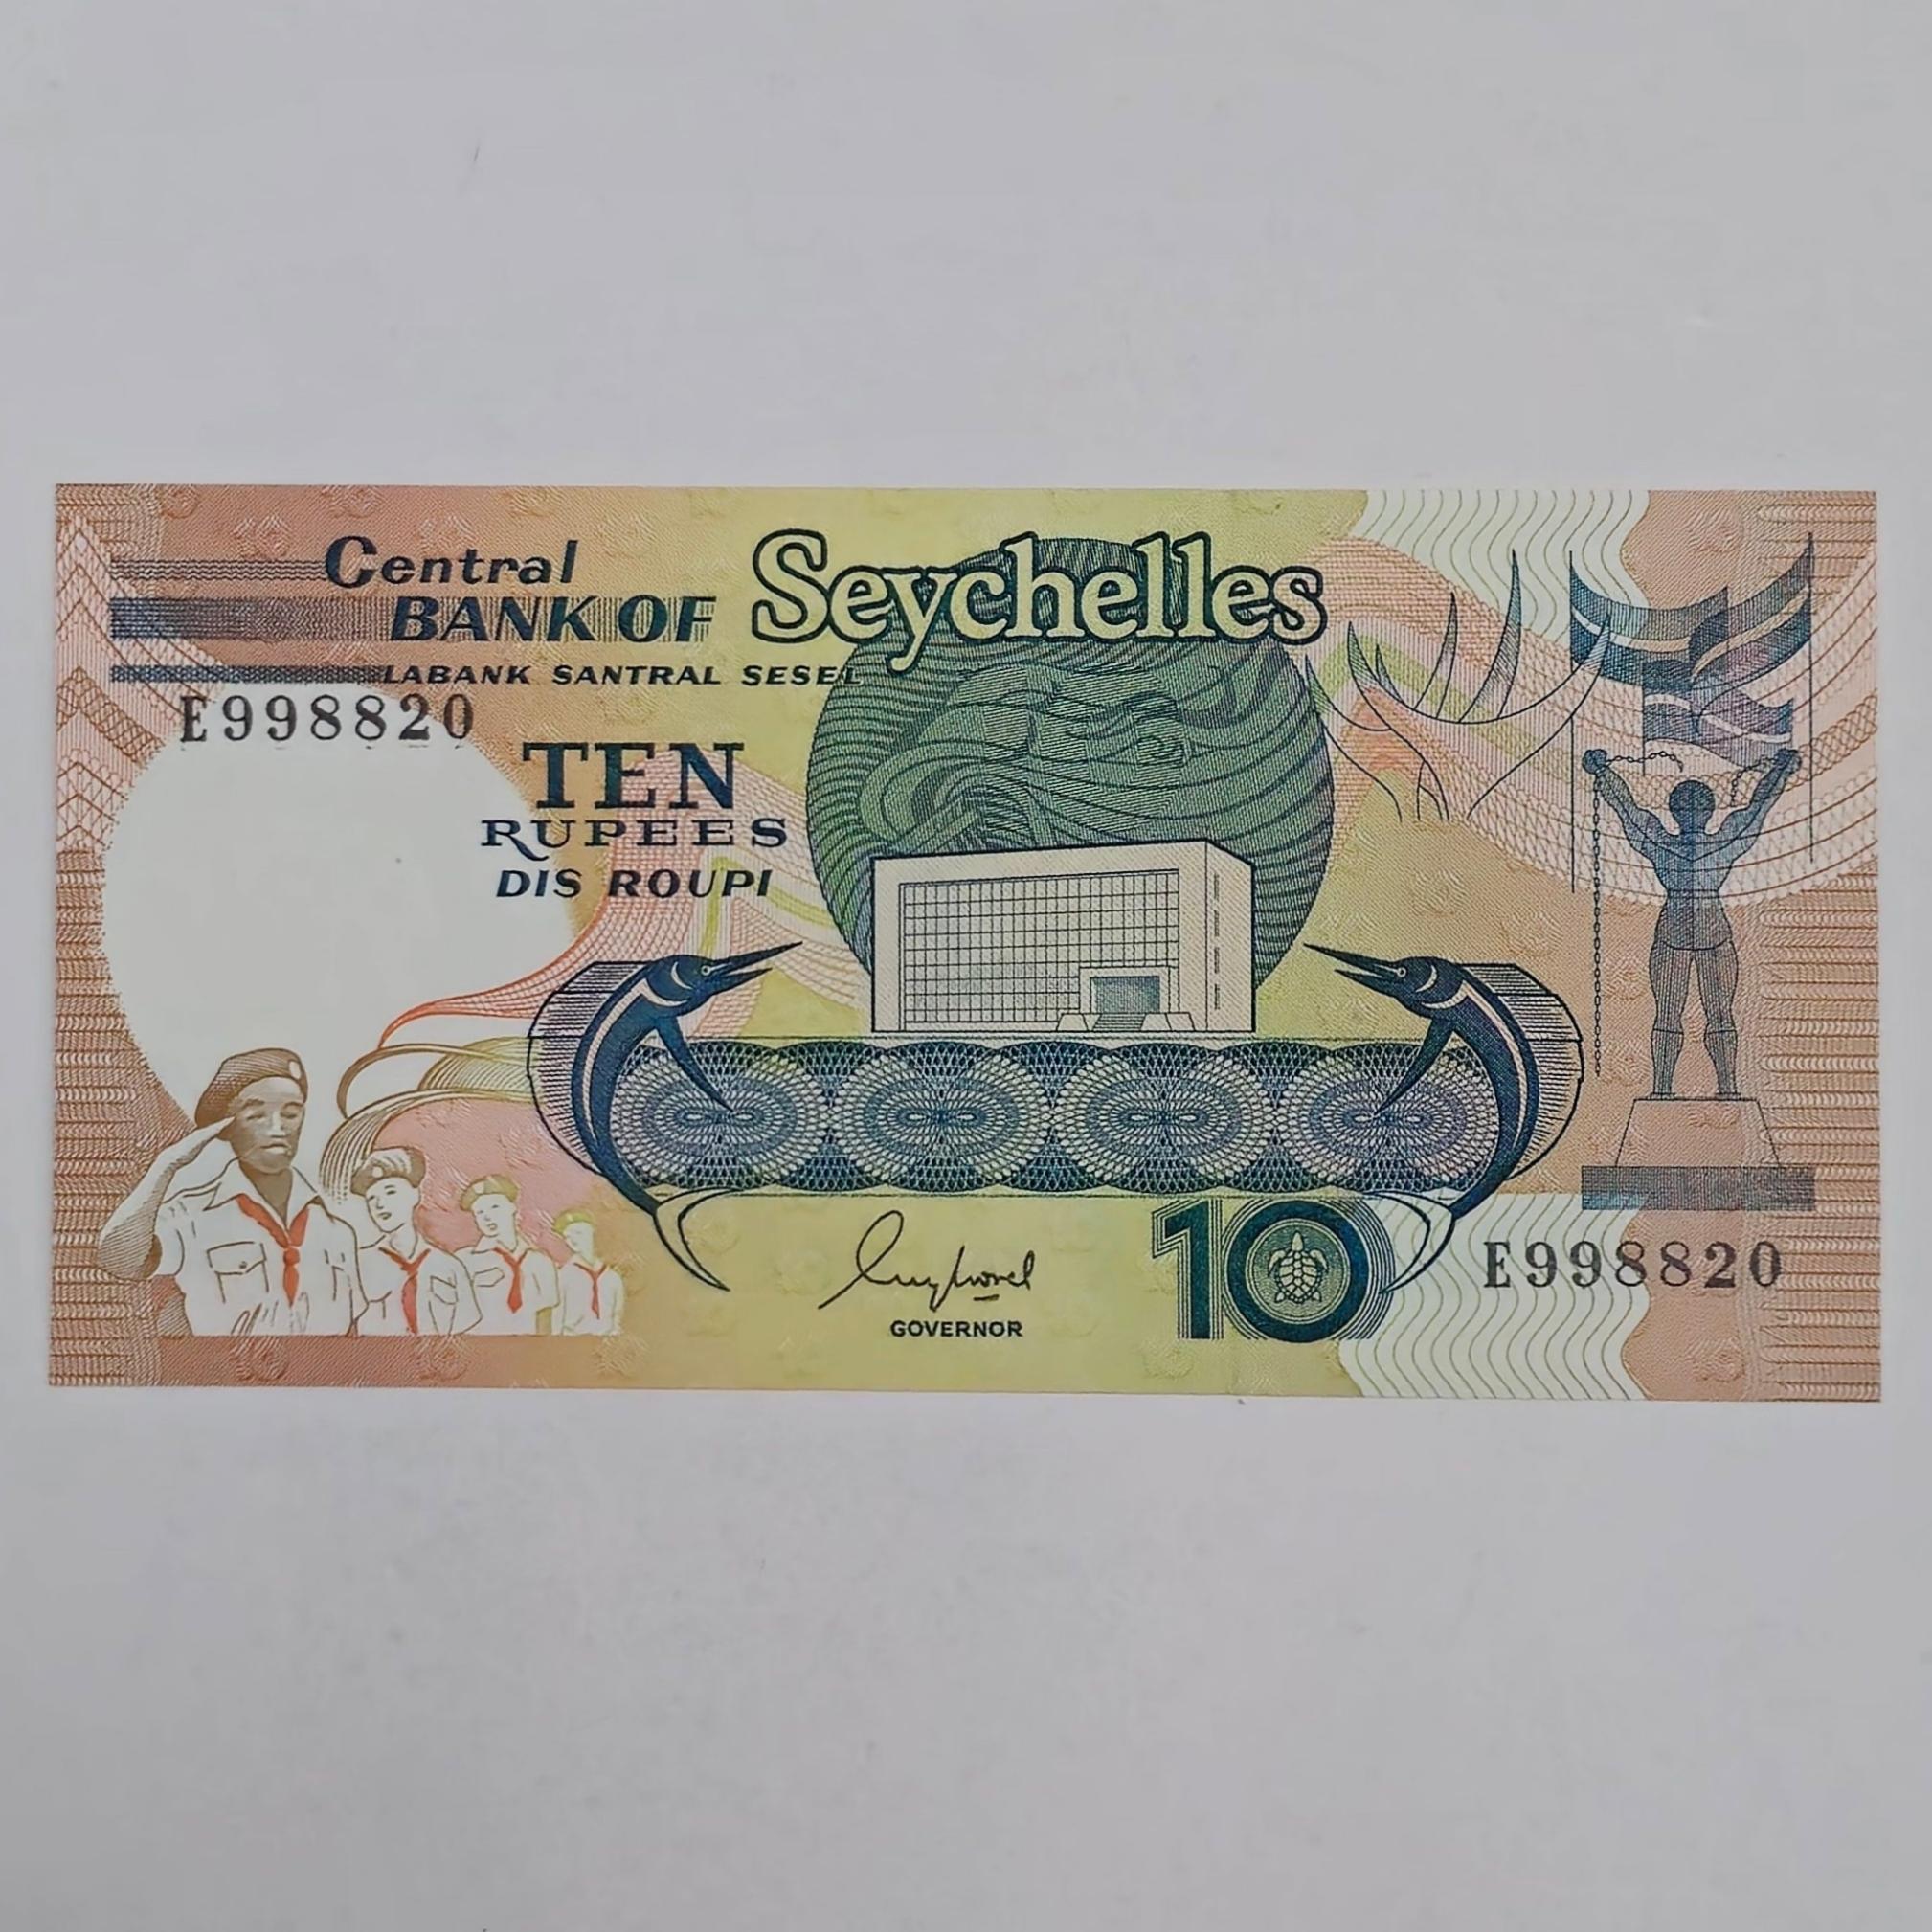 Central
BANK OF Seychelles
LABANK SANTRAL SESEL
E998820
TEN
RUPEES
DIS ROUPI
GOVERNOR
10
E998820